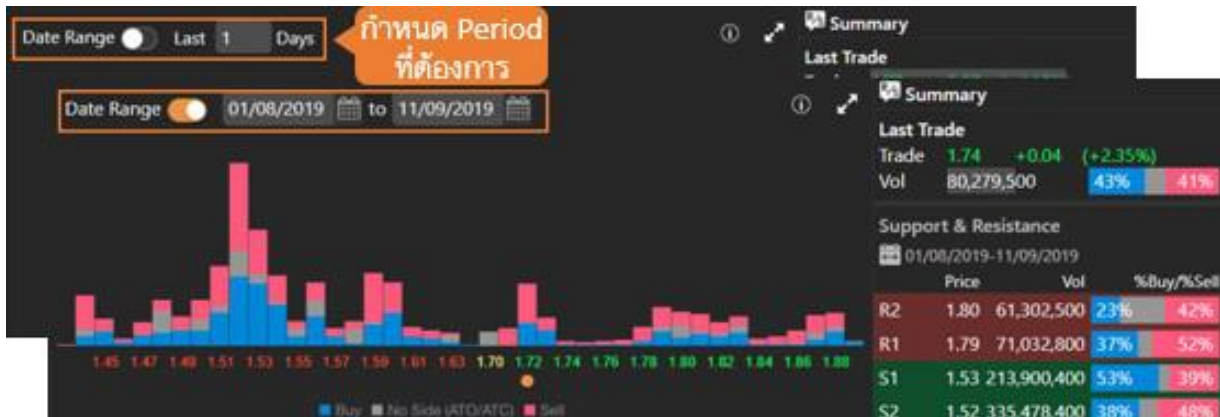 Date Range Last 1 Days
กำหนด Period
ที่ต้องการ
Summary
Last Trade
Date Range 01/08/2019 to 11/09/2019
Summary
Last Trade
Trade 1.74 +0.04 (+2.35%)
Vol 80,279,500 43% 41%
Support & Resistance
01/08/2019-11/09/2019
Price Vol %Buy/%Sell
R2 1.80 61,302,500 23% 42%
R1 1.79 71,032,800 37% 52%
S1 1.53 213,900,400 53% 39%
S2 1.52 335,478,400 38% 48%
1.45 1.47 1.49 1.51 1.53 1.55 1.57 1.59 1.61 1.63 1.70 1.72 1.74 1.76 1.78 1.80 1.82 1.84 1.86 1.88
Buy No Side (ATO/ATC) Sell